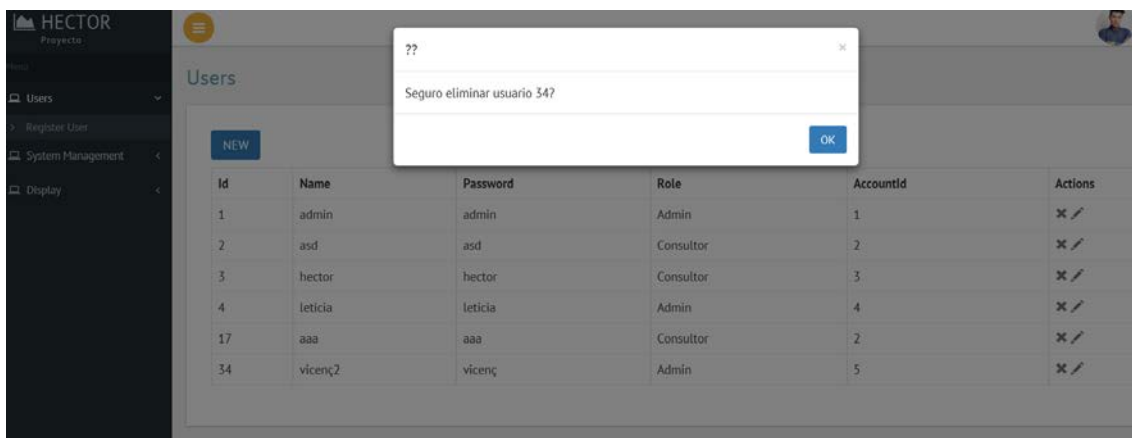 HECTOR
Proyecto
Menu
Users
Register User
System Management
Display
Users
NEW
??
×
Seguro eliminar usuario 34?
OK
Id Name Password Role AccountId Actions
1 admin admin Admin 1
2 asd asd Consultor 2
3 hector hector Consultor 3
4 leticia leticia Admin 4
17 aaa aaa Consultor 2
34 vicenç2 vicenç Admin 5